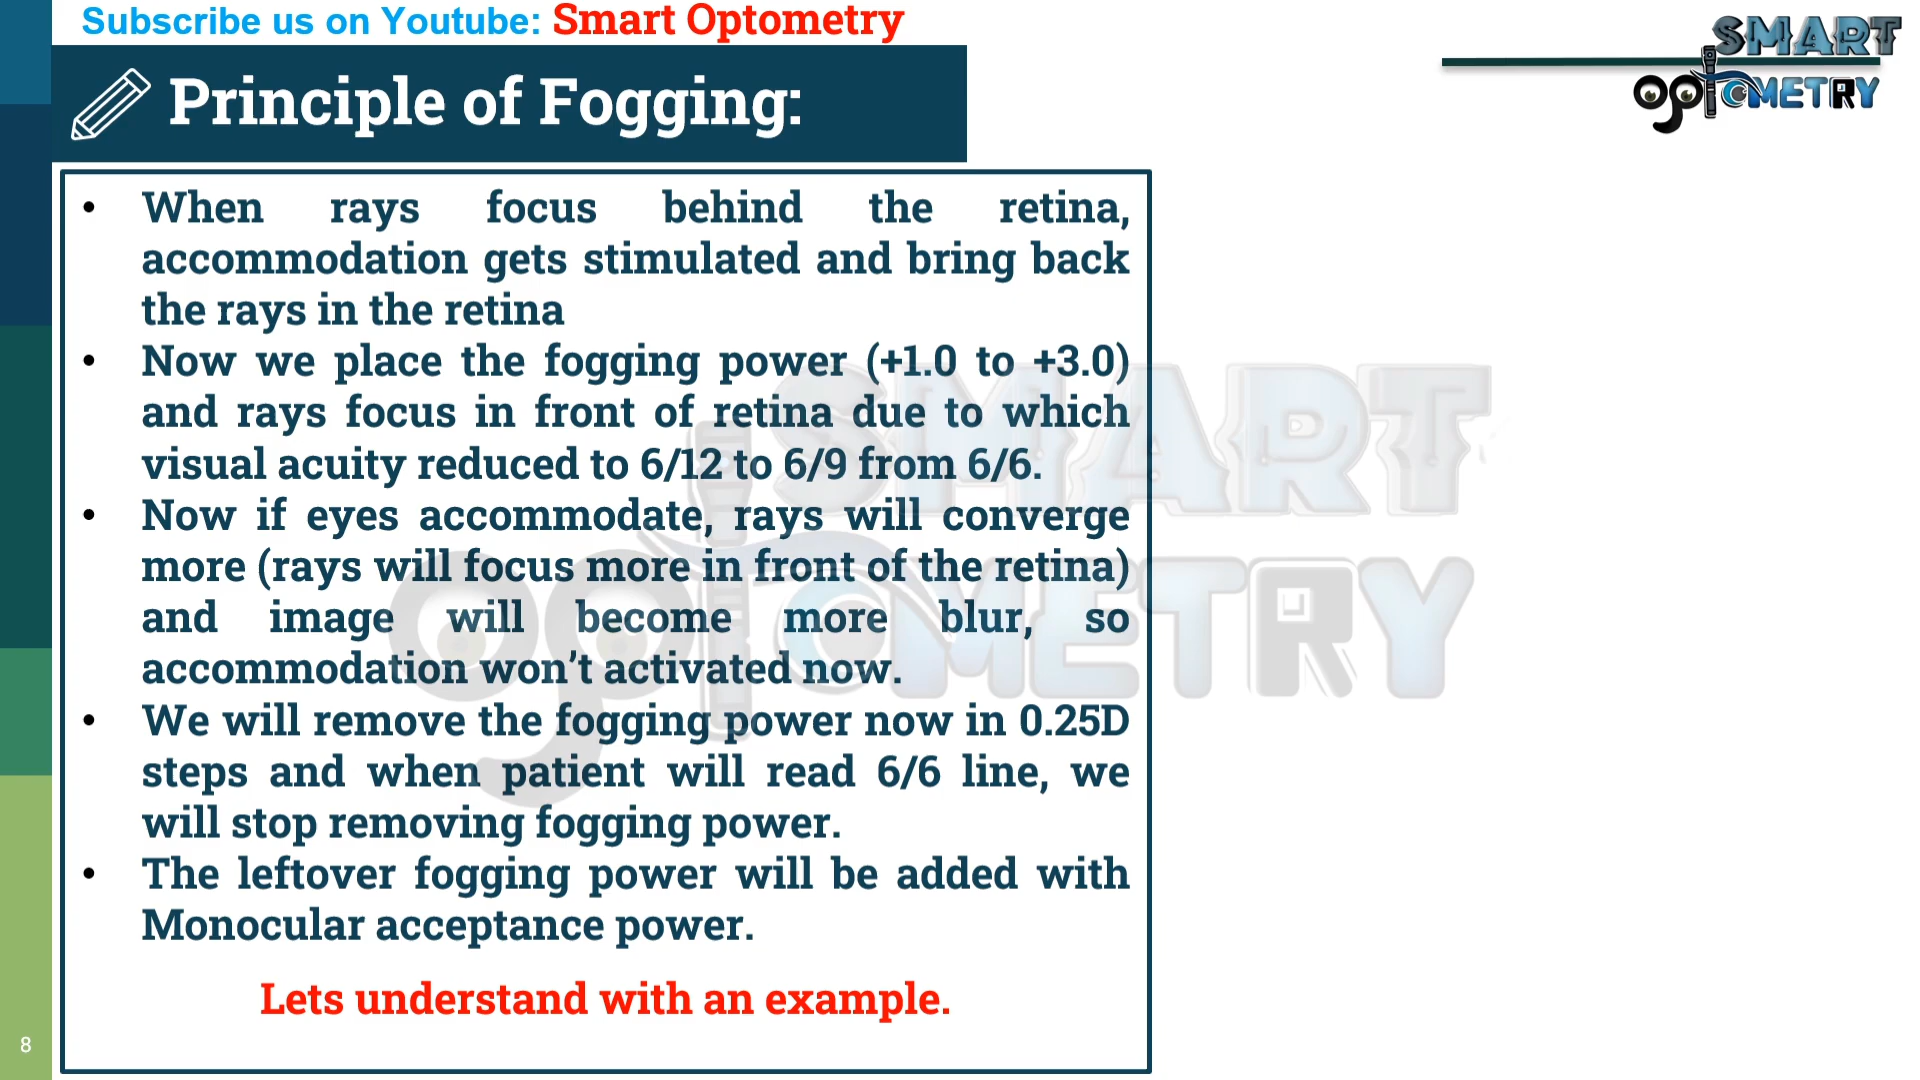 Subscribe us on Youtube: Smart Optometry
SMART
OptoMETRY
Principle of Fogging:
• When rays focus behind the retina,
accommodation gets stimulated and bring back
the rays in the retina
• Now we place the fogging power (+1.0 to +3.0)
and rays focus in front of retina due to which
visual acuity reduced to 6/12 to 6/9 from 6/6.
• Now if eyes accommodate, rays will converge
more (rays will focus more in front of the retina)
and image will become more blur, so
accommodation won’t activated now.
• We will remove the fogging power now in 0.25D
steps and when patient will read 6/6 line, we
will stop removing fogging power.
• The leftover fogging power will be added with
Monocular acceptance power.
Lets understand with an example.
SMART
OptoMETRY
8